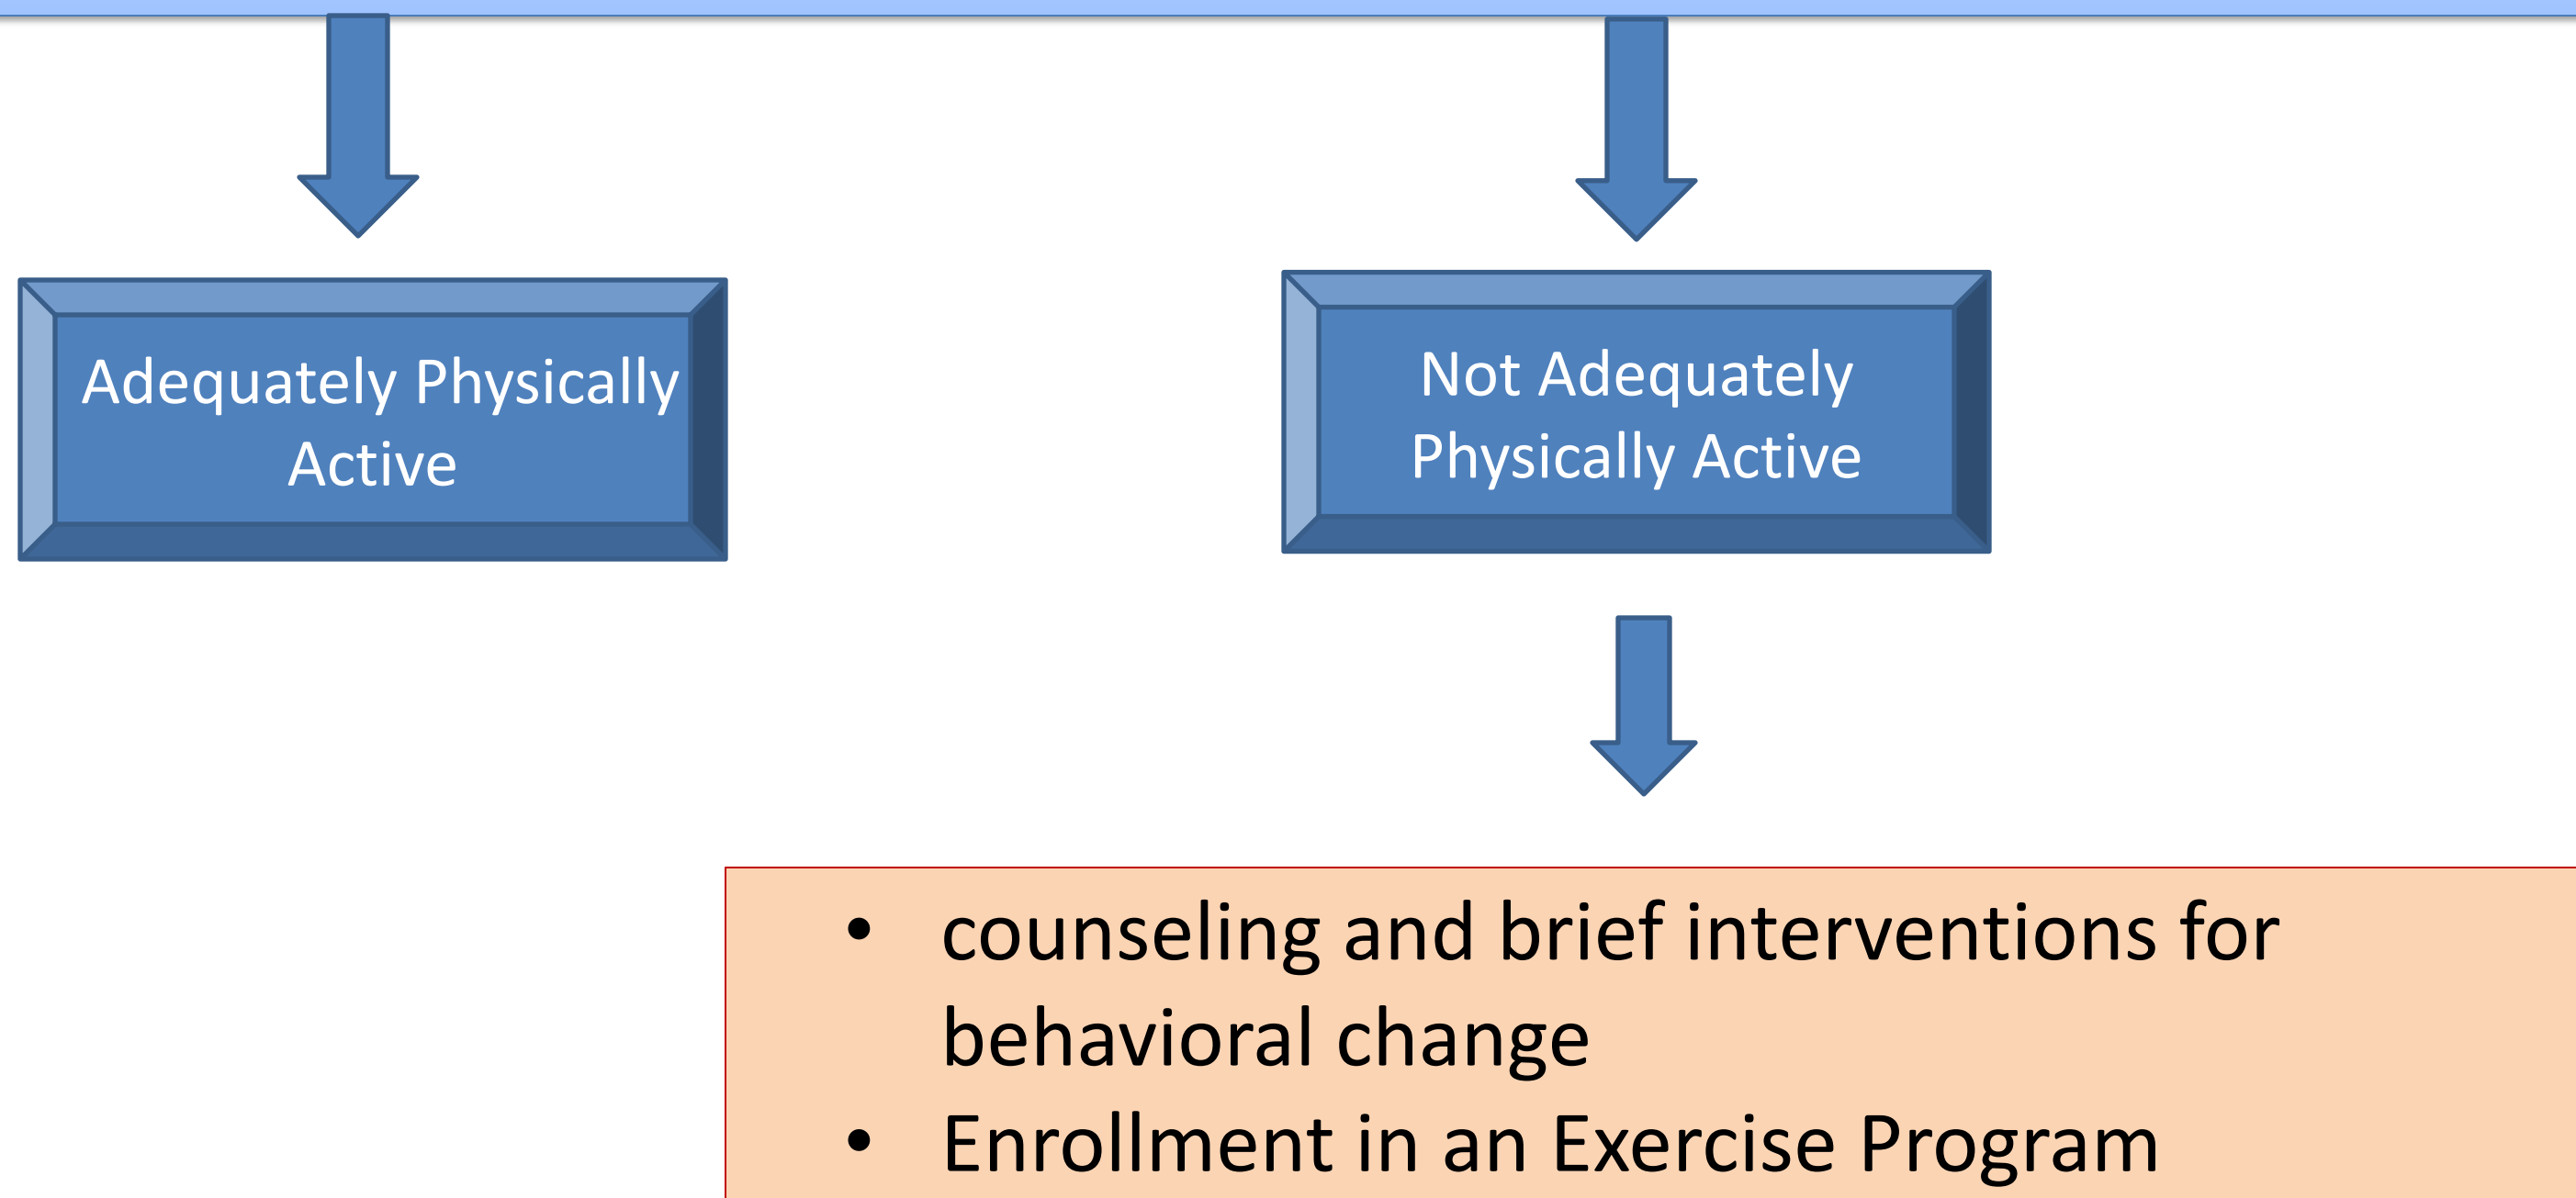 Adequately Physically
Active
Not Adequately
Physically Active
• counseling and brief interventions for
behavioral change
• Enrollment in an Exercise Program